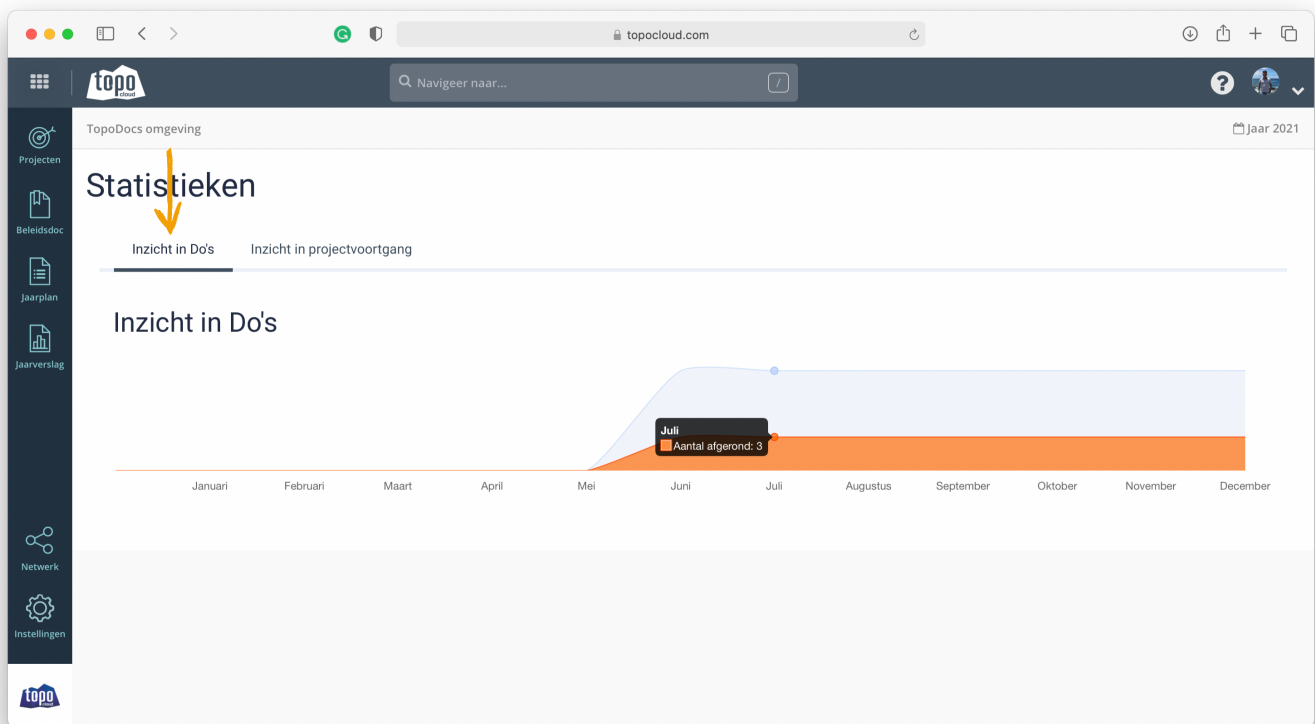 topocloud.com
topo
cloud
Navigeer naar...
/
?
TopoDocs omgeving
Jaar 2021
Projecten
Beleidsdoc
Jaarplan
Jaarverslag
Netwerk
Instellingen
topo
cloud
Statistieken
Inzicht in Do's
Inzicht in projectvoortgang
Inzicht in Do's
Juli
Aantal afgerond: 3
Januari
Februari
Maart
April
Mei
Juni
Juli
Augustus
September
Oktober
November
December